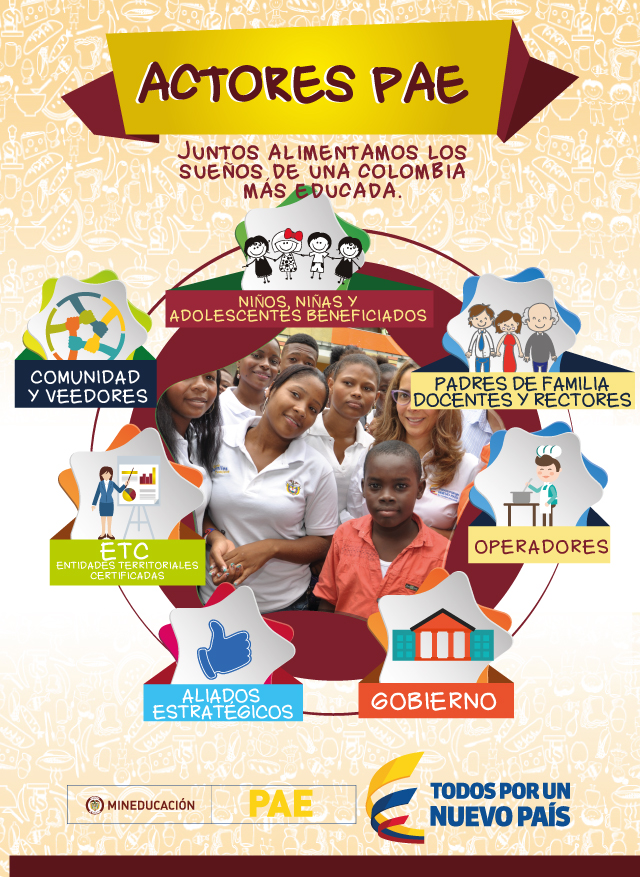 ACTORES PAE
JUNTOS ALIMENTAMOS LOS
SUEÑOS DE UNA COLOMBIA
MÁS EDUCADA.
NIÑOS, NIÑAS Y
ADOLESCENTES BENEFICIADOS
COMUNIDAD
Y VEEDORES
PADRES DE FAMILIA
DOCENTES Y RECTORES
ETC
ENTIDADES TERRITORIALES
CERTIFICADAS
OPERADORES
ALIADOS
ESTRATÉGICOS
GOBIERNO
MINEDUCACIÓN
PAE
TODOS POR UN
NUEVO PAÍS